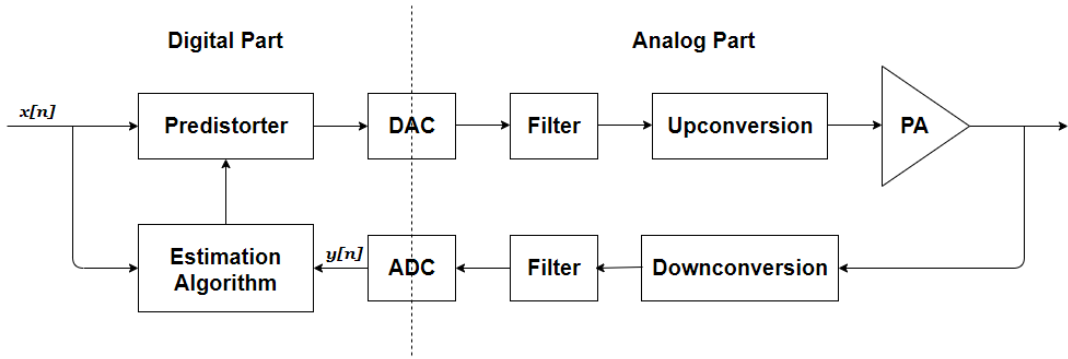 Digital Part
Analog Part
x[n]
Predistorter
DAC
Filter
Upconversion
PA
Estimation
Algorithm
y[n]
ADC
Filter
Downconversion